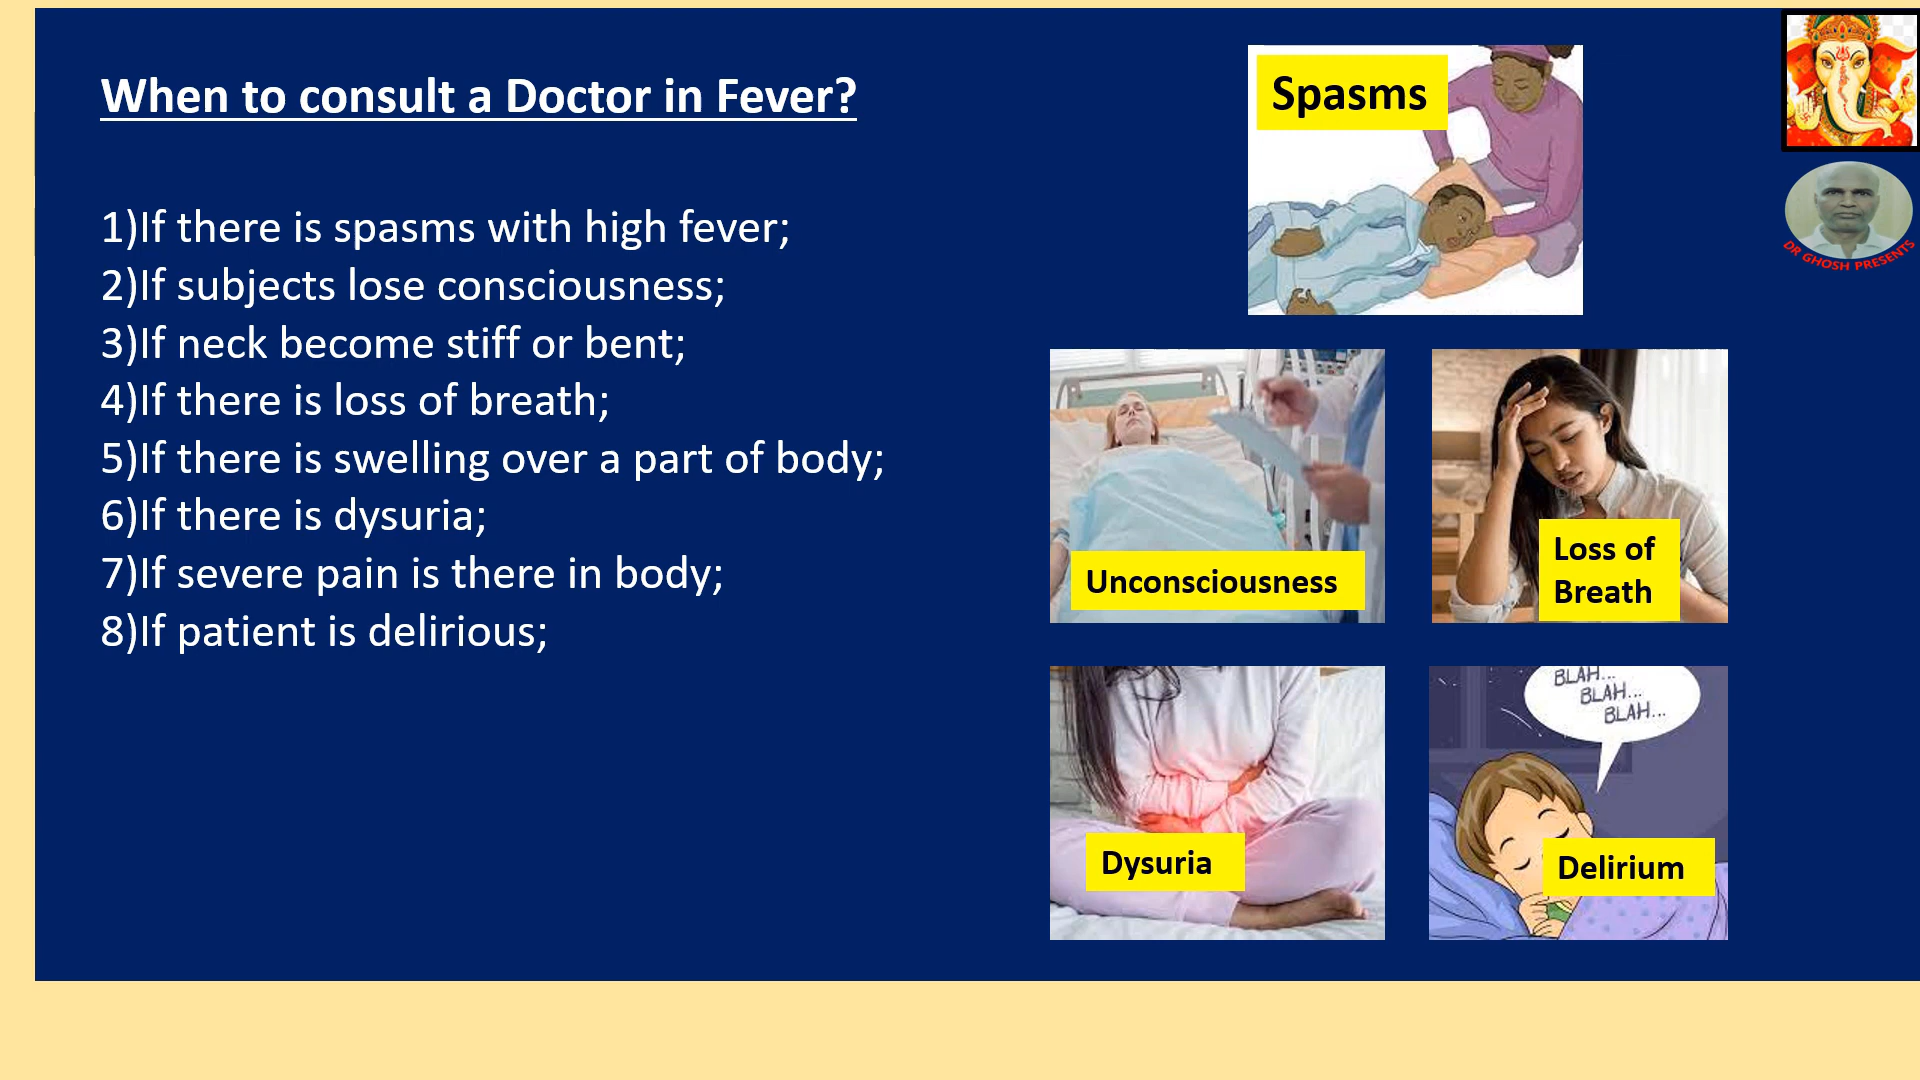 When to consult a Doctor in Fever?
1)If there is spasms with high fever;
2)If subjects lose consciousness;
3)If neck become stiff or bent;
4)If there is loss of breath;
5)If there is swelling over a part of body;
6)If there is dysuria;
7)If severe pain is there in body;
8)If patient is delirious;
Spasms
Unconsciousness
Loss of
Breath
Dysuria
BLAH...
BLAH...
BLAH...
Delirium
DR GHOSH PRESENTS